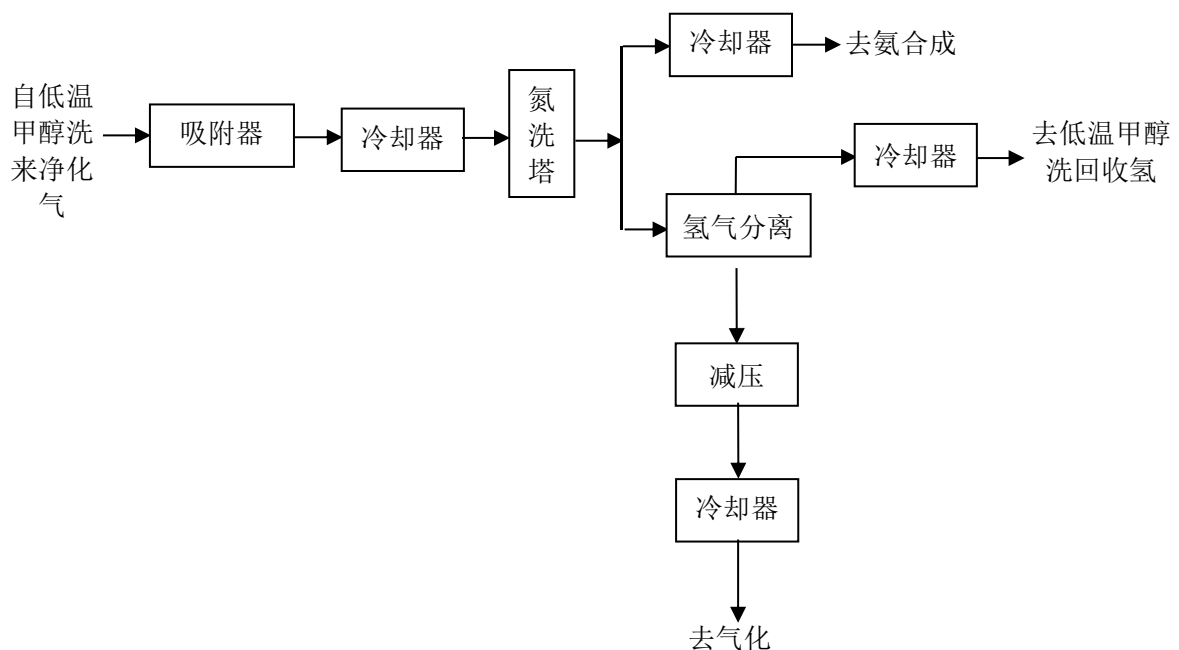 自低温
甲醇洗
来净化
气
吸附器
冷却器
氮
洗
塔
冷却器
去氨合成
氢气分离
冷却器
去低温甲醇
洗回收氢
减压
冷却器
去气化